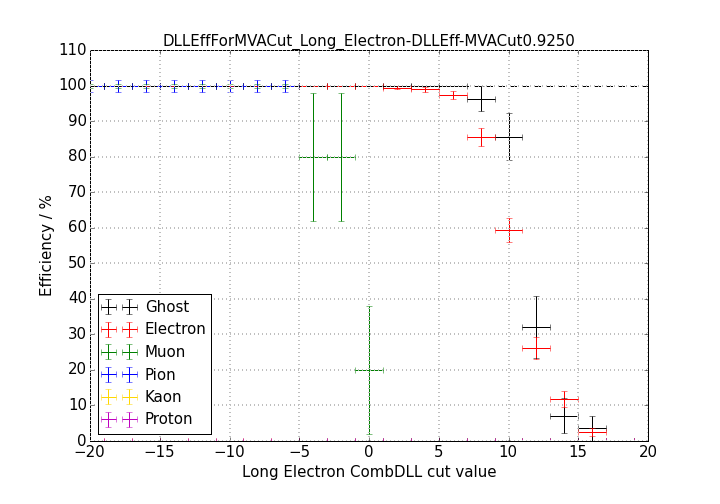 DLLEffForMVACut_Long_Electron-DLLEff-MVACut0.9250
110
100
90
80
70
60
50
40
30
20
10
0
Efficiency / %
Ghost
Electron
Muon
Pion
Kaon
Proton
−20 −15 −10 −5 0 5 10 15 20
Long Electron CombDLL cut value